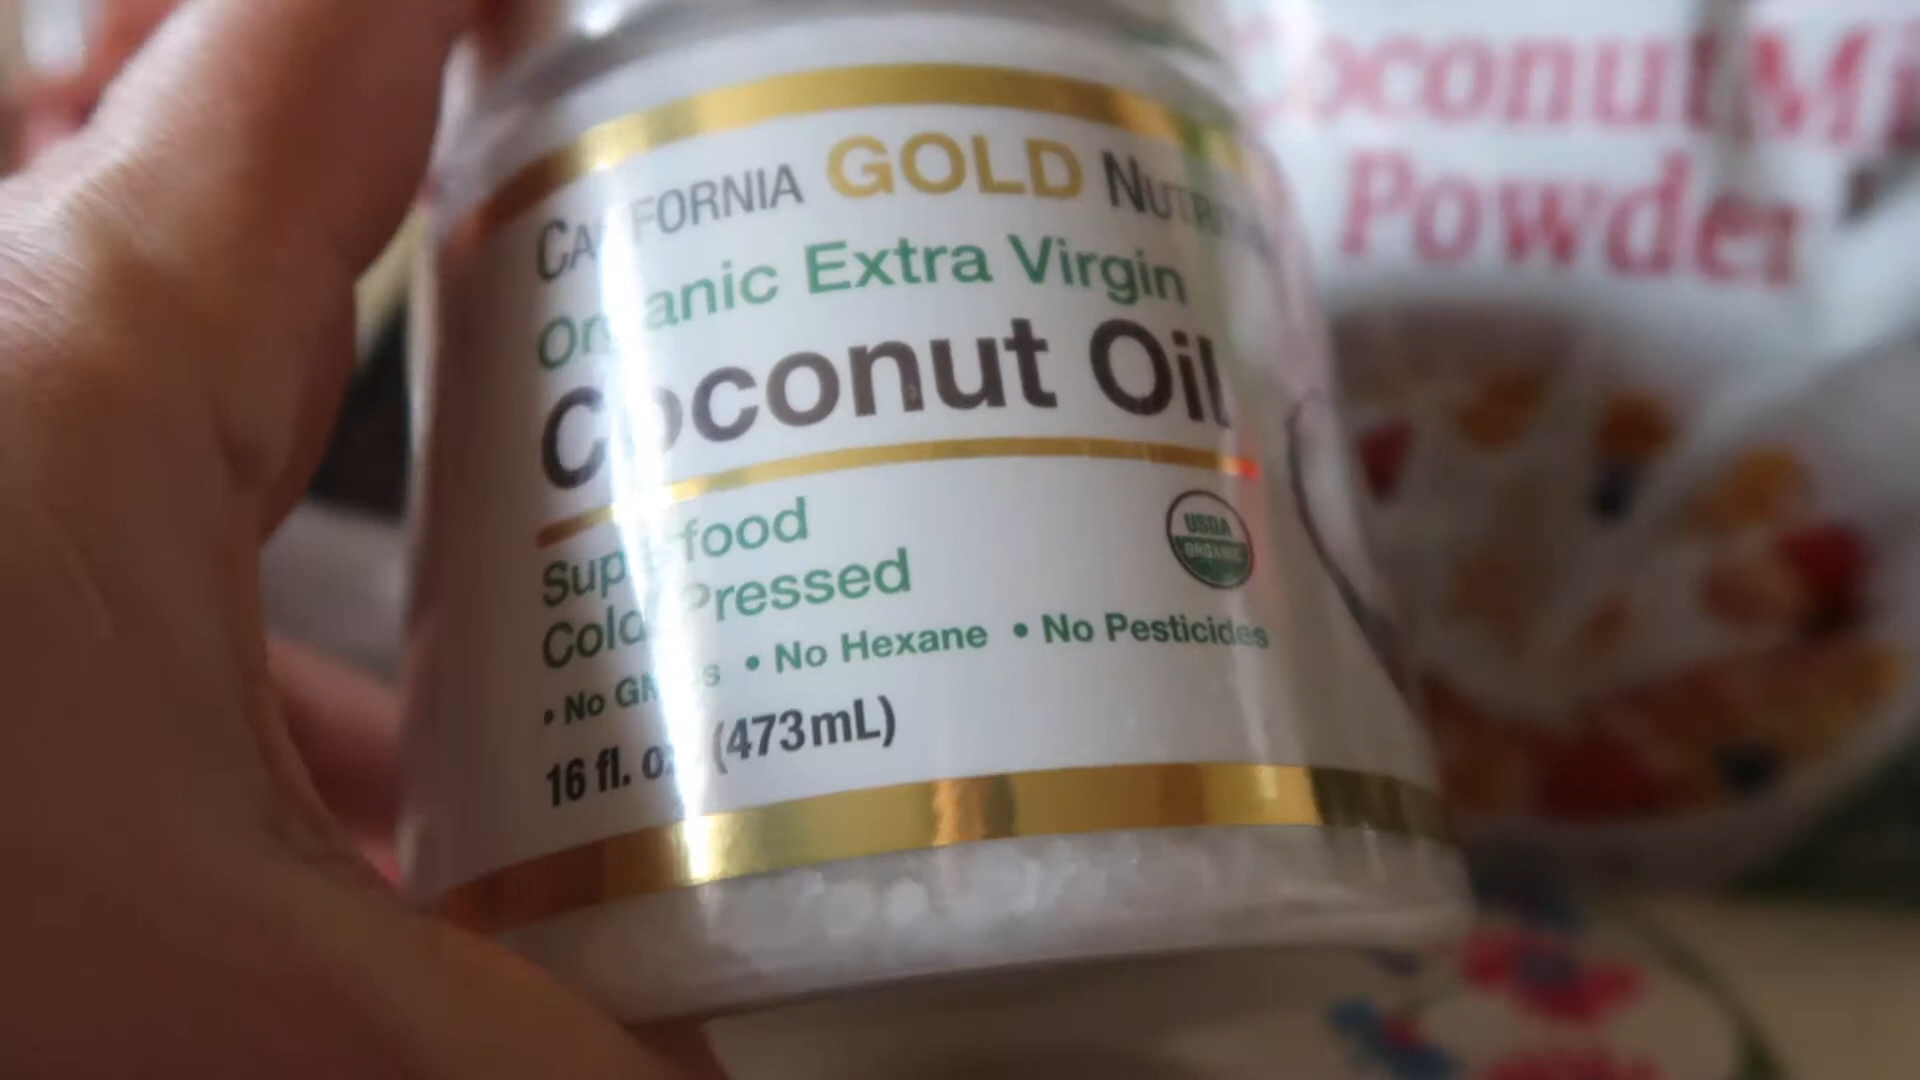 CALIFORNIA GOLD NUTRITION
Organic Extra Virgin
Coconut Oil
Superfood
Cold Pressed
USDA
ORGANIC
• No GMOs • No Hexane • No Pesticides
16 fl. oz (473mL)
Coconut Mi
Powder